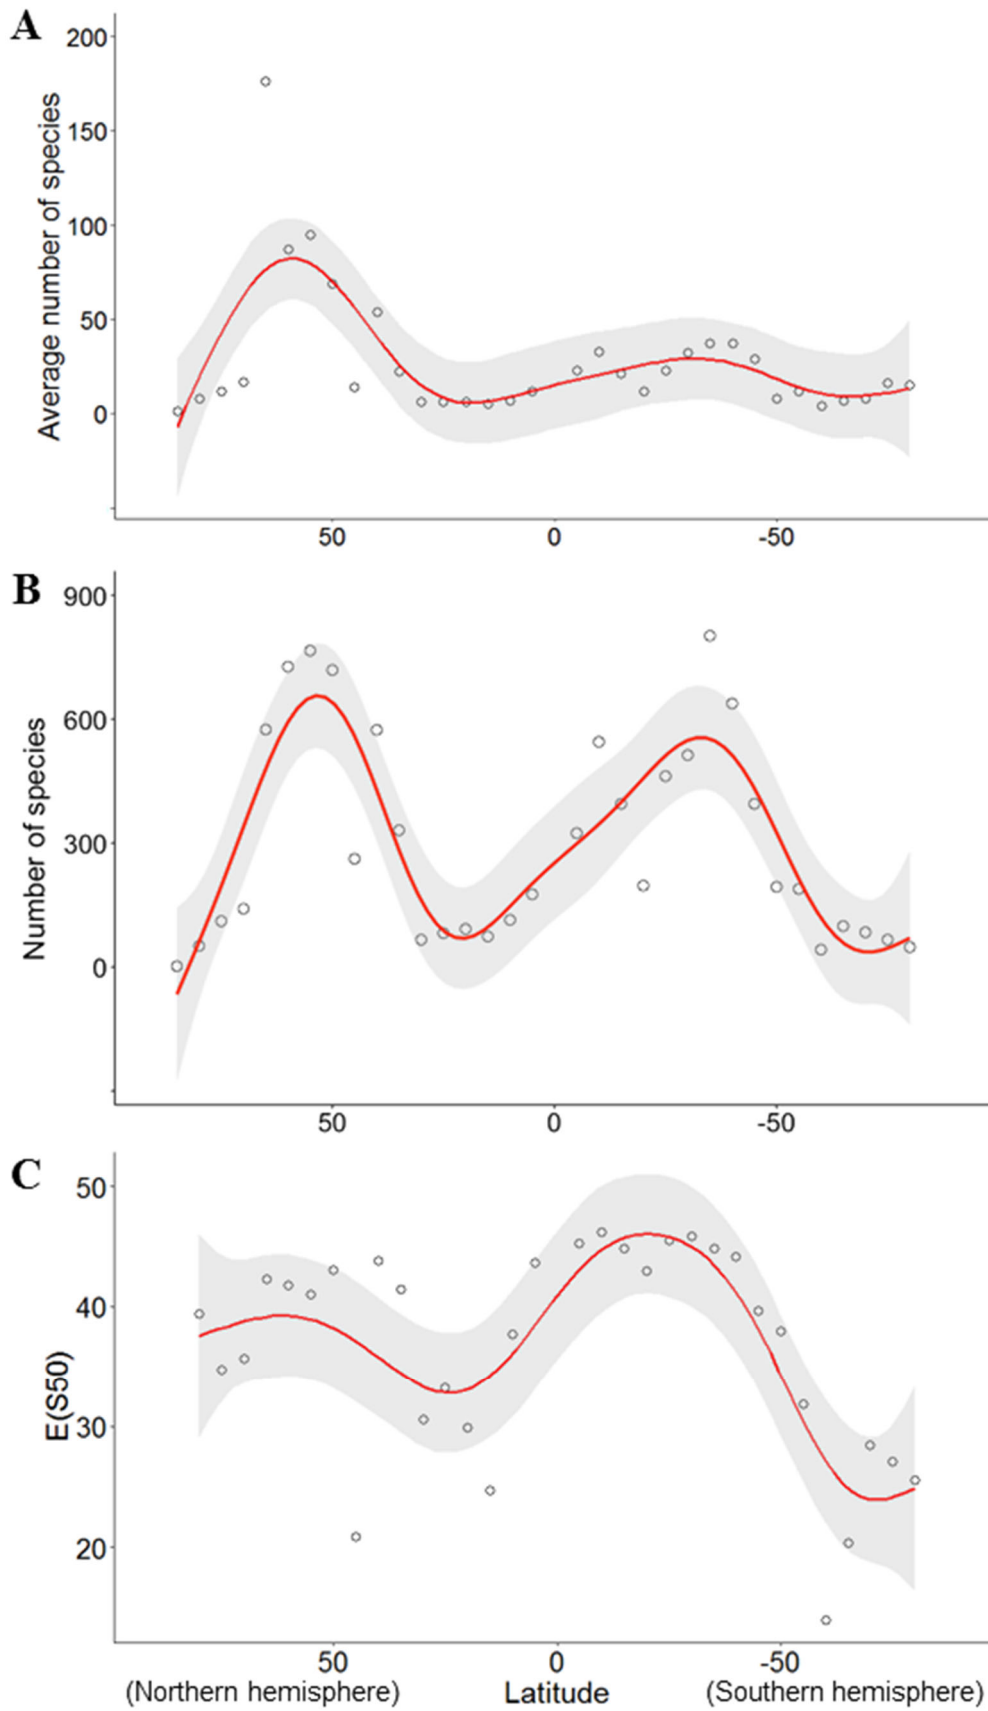 A
Average number of species
200
150
100
50
0
50 0 -50
B
Number of species
900
600
300
0
50 0 -50
C
E(S50)
50
40
30
20
50 0 -50
(Northern hemisphere) Latitude (Southern hemisphere)